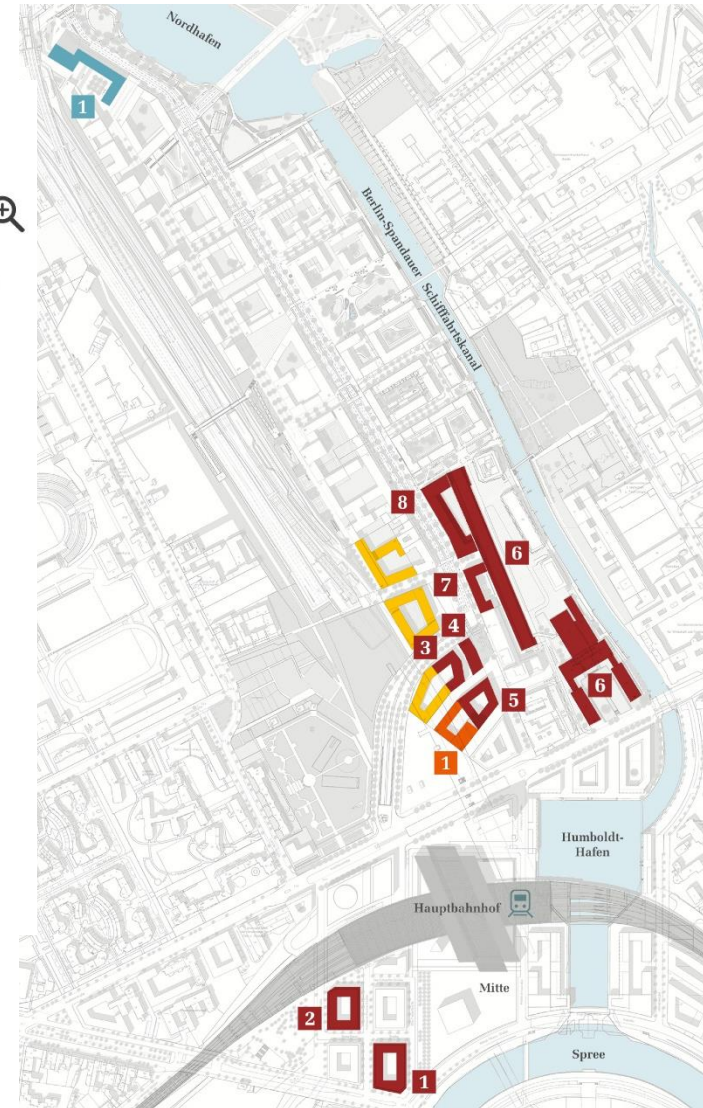 Nordhafen
1
Berlin-Spandauer Schifffahrtskanal
8
6
7
4
3
6
5
1
Humboldt-
Hafen
Hauptbahnhof
Mitte
2
Spree
1